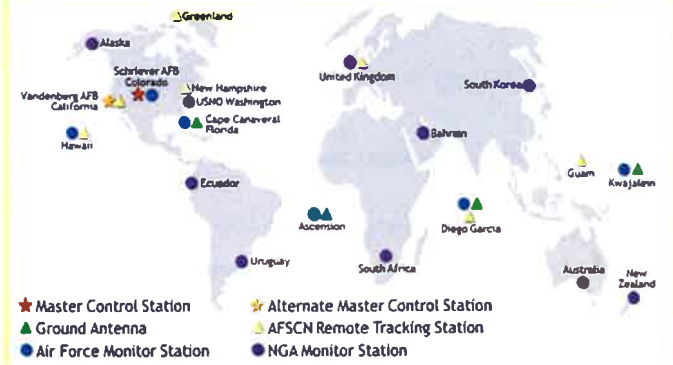 Greenland
Alaska
Schriever AFB
Colorado
Vandenberg AFB
California
New Hampshire
USNO Washington
Cape Canaveral
Florida
Hawaii
United Kingdom
South Korea
Bahrain
Guam
Kwajalein
Ecuador
Ascension
Diego Garcia
Uruguay
South Africa
Australia
New
Zealand
Master Control Station
Alternate Master Control Station
Ground Antenna
AFSCN Remote Tracking Station
Air Force Monitor Station
NGA Monitor Station